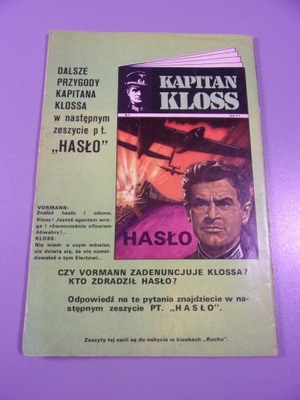 DALSZE
PRZYGODY
KAPITANA
KLOSSA
w następnym
zeszycie pt.
„HASŁO"
KAPITAN
KLOSS
HASŁO
VORMANN:
Znałeś hasło i odzew,
Kloss! Jesteś agentem wro-
ga i równocześnie oficerem
Abwehry!...
KLOSS:
Nie wiem o czym mówisz,
ale dziwię się, że nie zamel-
dowałeś o tym Elertowi...
CZY VORMANN ZADENUNCJUJE KLOSSA?
KTO ZDRADZIŁ HASŁO?
Odpowiedź na te pytania znajdziecie w na-
stępnym zeszycie PT. „HASŁO".
Zeszyty tej serii są do nabycia w kioskach „Ruchu".